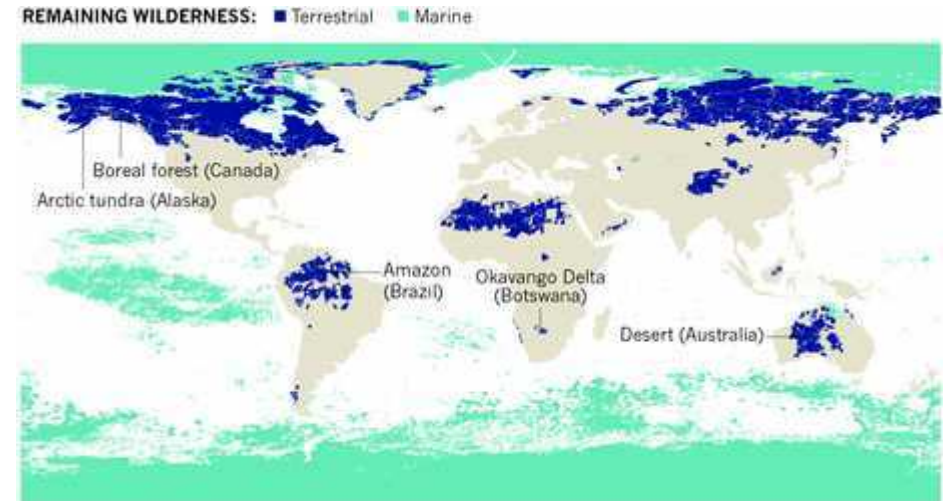 REMAINING WILDERNESS: Terrestrial Marine
Boreal forest (Canada)
Arctic tundra (Alaska)
Amazon
(Brazil)
Okavango Delta
(Botswana)
Desert (Australia)